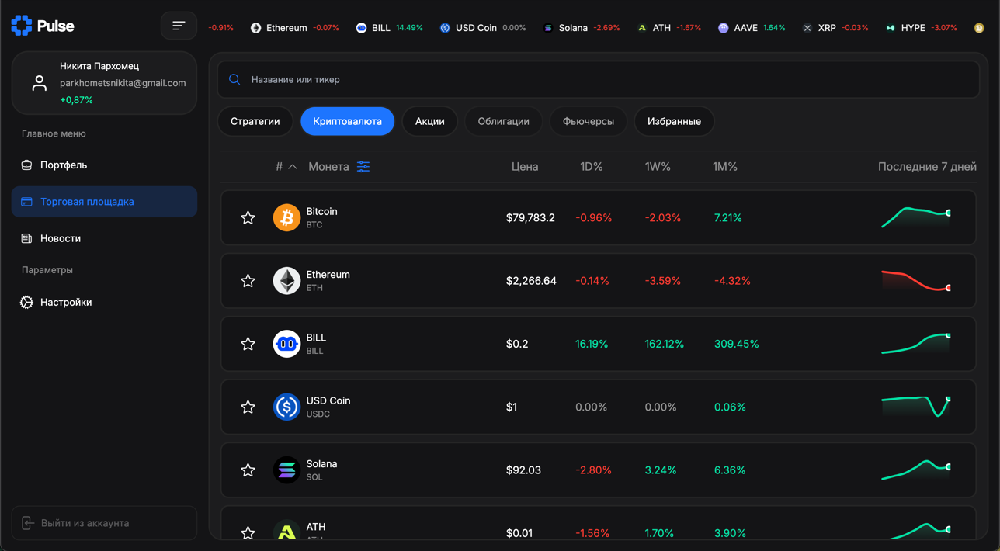 Pulse
-0.91% Ethereum -0.07% BILL 14.49% USD Coin 0.00% Solana -2.69% ATH -1.67% AAVE 1.64% XRP -0.03% HYPE -3.07%
Никита Пархомец
parkhometsnikita@gmail.com
+0,87%
Главное меню
Портфель
Торговая площадка
Новости
Параметры
Настройки
Выйти из аккаунта
Название или тикер
Стратегии Криптовалюта Акции Облигации Фьючерсы Избранные
# Монета Цена 1D% 1W% 1M% Последние 7 дней
Bitcoin
BTC
$79,783.2 -0.96% -2.03% 7.21%
Ethereum
ETH
$2,266.64 -0.14% -3.59% -4.32%
BILL
BILL
$0.2 16.19% 162.12% 309.45%
USD Coin
USDC
$1 0.00% 0.00% 0.06%
Solana
SOL
$92.03 -2.80% 3.24% 6.36%
ATH
ATH
$0.01 -1.56% 1.70% 3.90%